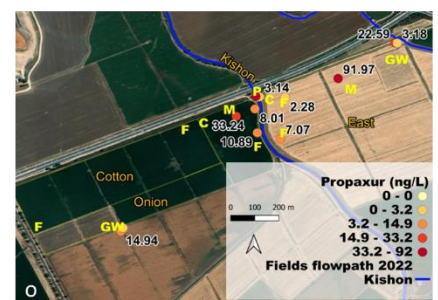 22.59 3.18
GW
Kishon
91.97
M
3.14
P C F
2.28
M
33.24
8.01
East
F C
10.89 F F 7.07
Cotton
Onion
F GW
14.94
Propaxur (ng/L)
0 - 0
0 - 3.2
3.2 - 14.9
14.9 - 33.2
33.2 - 92
Fields flowpath 2022
Kishon
0 100 200 m
O